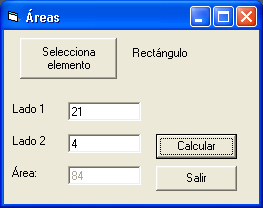 Áreas
Selecciona
elemento
Rectángulo
Lado 1
21
Lado 2
4
Calcular
Área:
84
Salir